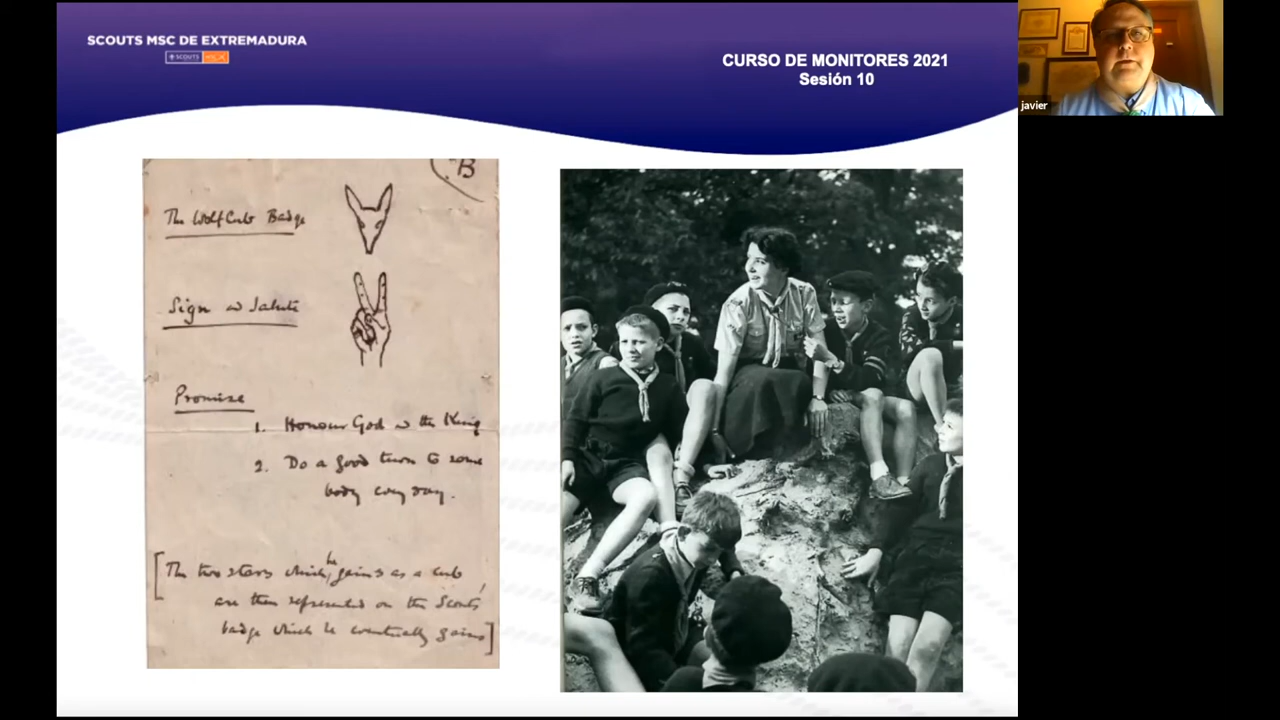 SCOUTS MSC DE EXTREMADURA
SCOUTS MSC
CURSO DE MONITORES 2021
Sesión 10
javier
B
The Wolf Cub Badge
Sign & Salute
Promise
1. Honour God & the King
2. Do a good turn to some
body every day.
[The two stars which he gains as a cub,
are then represented on the Scouts'
badge which he eventually gains]